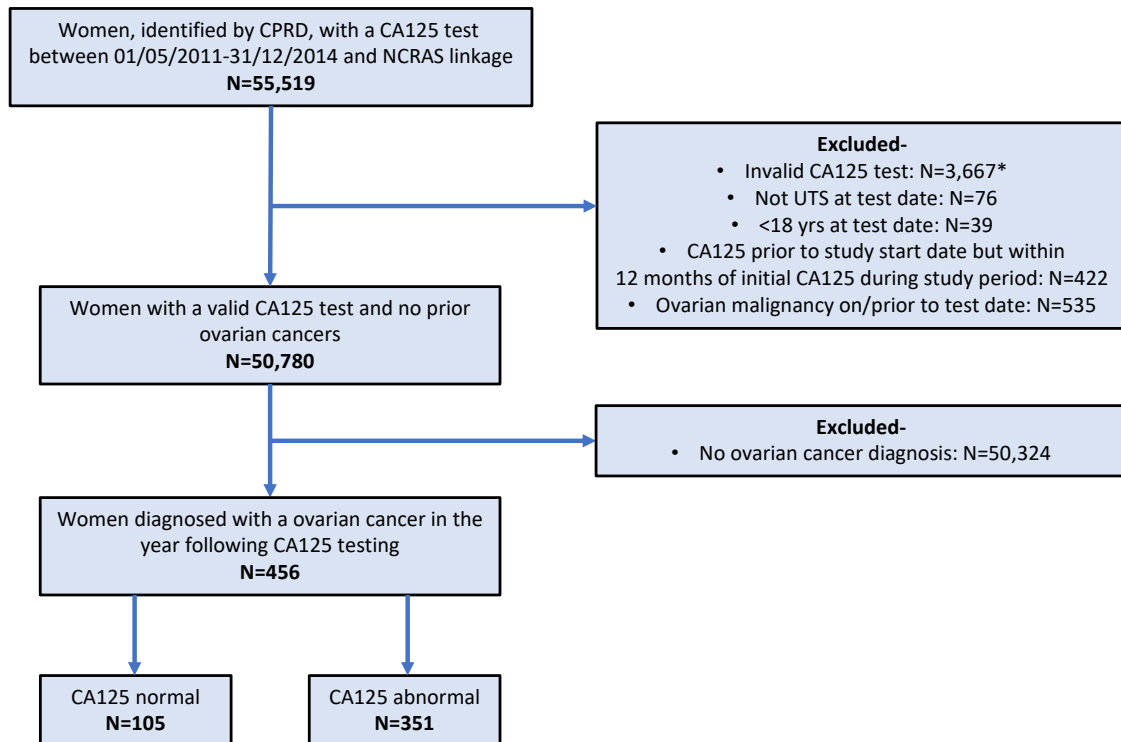 Women, identified by CPRD, with a CA125 test
between 01/05/2011-31/12/2014 and NCRAS linkage
N=55,519
Excluded-
• Invalid CA125 test: N=3,667*
• Not UTS at test date: N=76
• <18 yrs at test date: N=39
• CA125 prior to study start date but within
12 months of initial CA125 during study period: N=422
• Ovarian malignancy on/prior to test date: N=535
Women with a valid CA125 test and no prior
ovarian cancers
N=50,780
Excluded-
• No ovarian cancer diagnosis: N=50,324
Women diagnosed with a ovarian cancer in the
year following CA125 testing
N=456
CA125 normal
N=105
CA125 abnormal
N=351